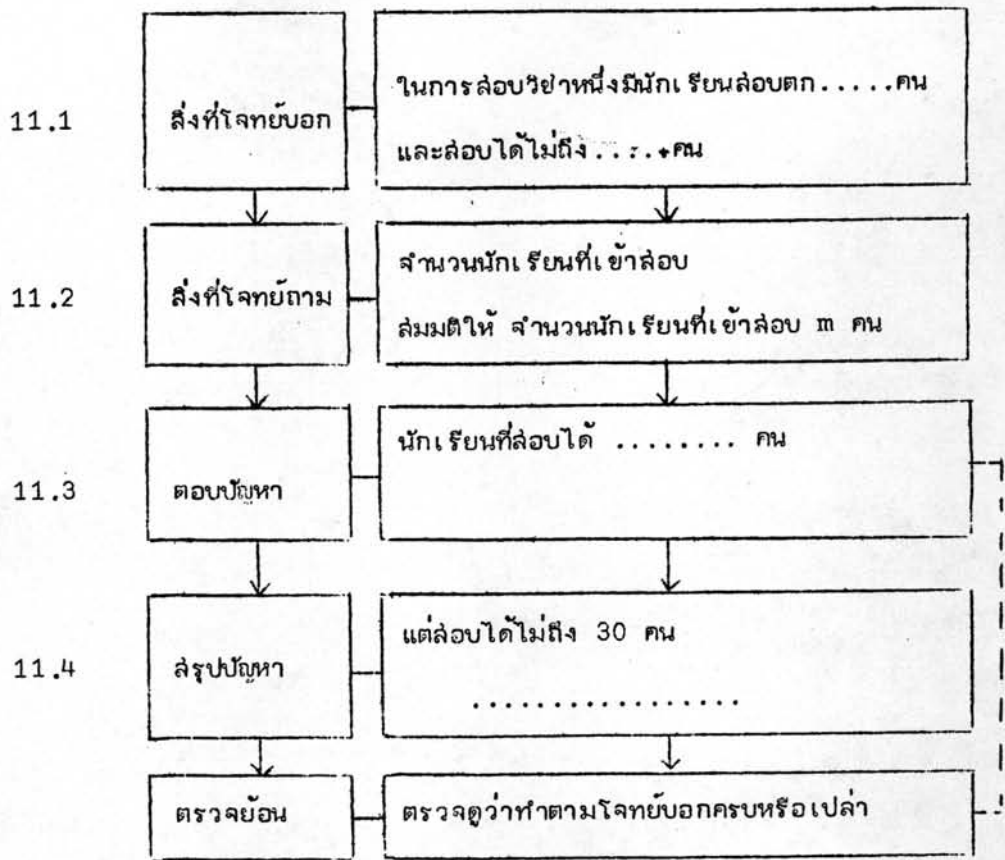 11.1
สิ่งที่โจทย์บอก
ในการสอบวิชาหนึ่งมีนักเรียนสอบตก.....คน
และสอบได้ไม่ถึง.....คน
11.2
สิ่งที่โจทย์ถาม
จำนวนนักเรียนที่เข้าสอบ
สมมติให้ จำนวนนักเรียนที่เข้าสอบ m คน
11.3
ตอบปัญหา
นักเรียนที่สอบได้ ........ คน
11.4
สรุปปัญหา
แต่สอบได้ไม่ถึง 30 คน
.................
ตรวจย้อน
ตรวจดูว่าทำตามโจทย์บอกครบหรือเปล่า